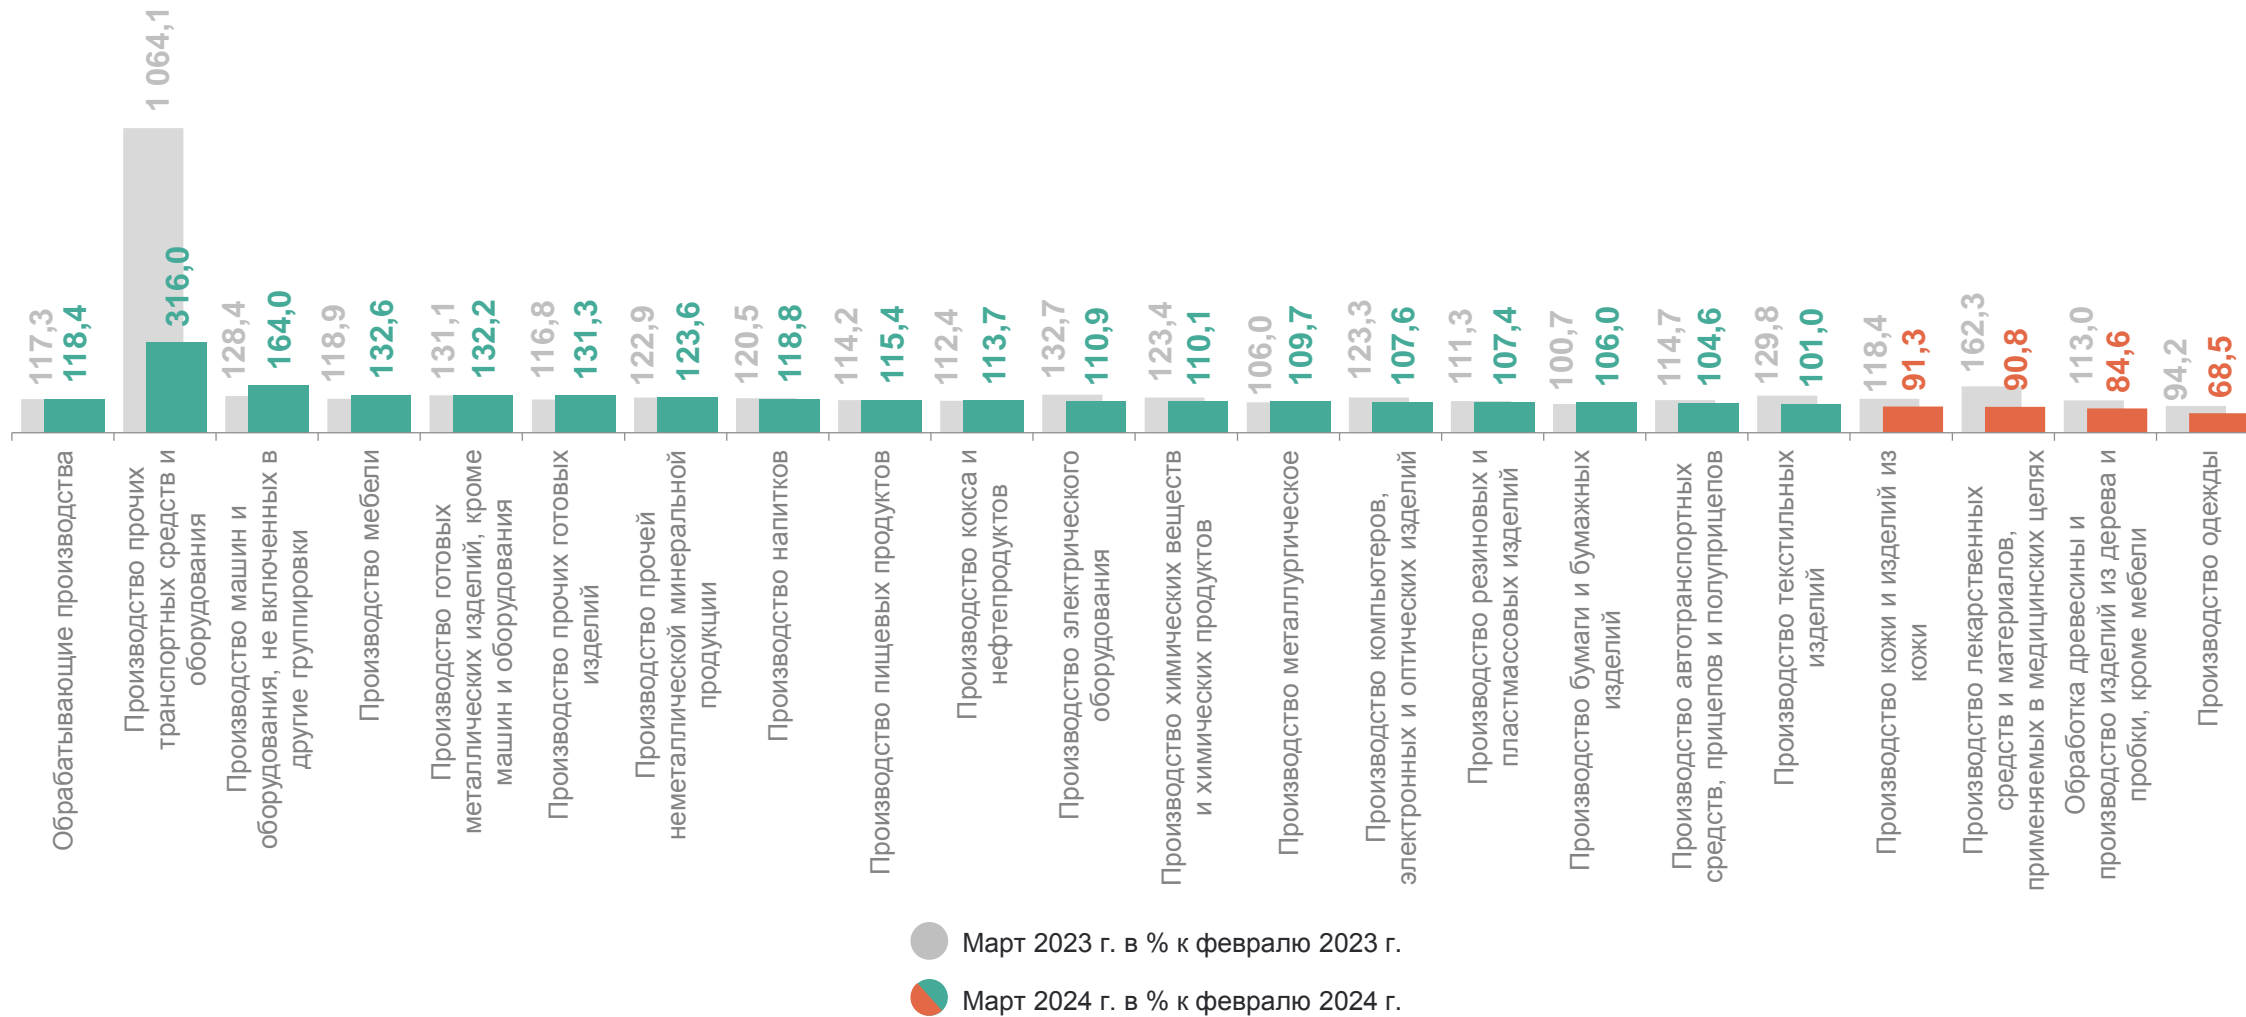 117,3
118,4
1 064,1
316,0
128,4
164,0
118,9
132,6
131,1
132,2
116,8
131,3
122,9
123,6
120,5
118,8
114,2
115,4
112,4
113,7
132,7
110,9
123,4
110,1
106,0
109,7
123,3
107,6
111,3
107,4
100,7
106,0
114,7
104,6
129,8
101,0
118,4
91,3
162,3
90,8
113,0
84,6
94,2
68,5
Обрабатывающие производства
Производство прочих
транспортных средств и
оборудования
Производство машин и
оборудования, не включенных в
другие группировки
Производство мебели
Производство готовых
металлических изделий, кроме
машин и оборудования
Производство прочих готовых
изделий
Производство прочей
неметаллической минеральной
продукции
Производство напитков
Производство пищевых продуктов
Производство кокса и
нефтепродуктов
Производство электрического
оборудования
Производство химических веществ
и химических продуктов
Производство металлургическое
Производство компьютеров,
электронных и оптических изделий
Производство резиновых и
пластмассовых изделий
Производство бумаги и бумажных
изделий
Производство автотранспортных
средств, прицепов и полуприцепов
Производство текстильных
изделий
Производство кожи и изделий из
кожи
Производство лекарственных
средств и материалов,
применяемых в медицинских целях
Обработка древесины и
производство изделий из дерева и
пробки, кроме мебели
Производство одежды
Март 2023 г. в % к февралю 2023 г.
Март 2024 г. в % к февралю 2024 г.